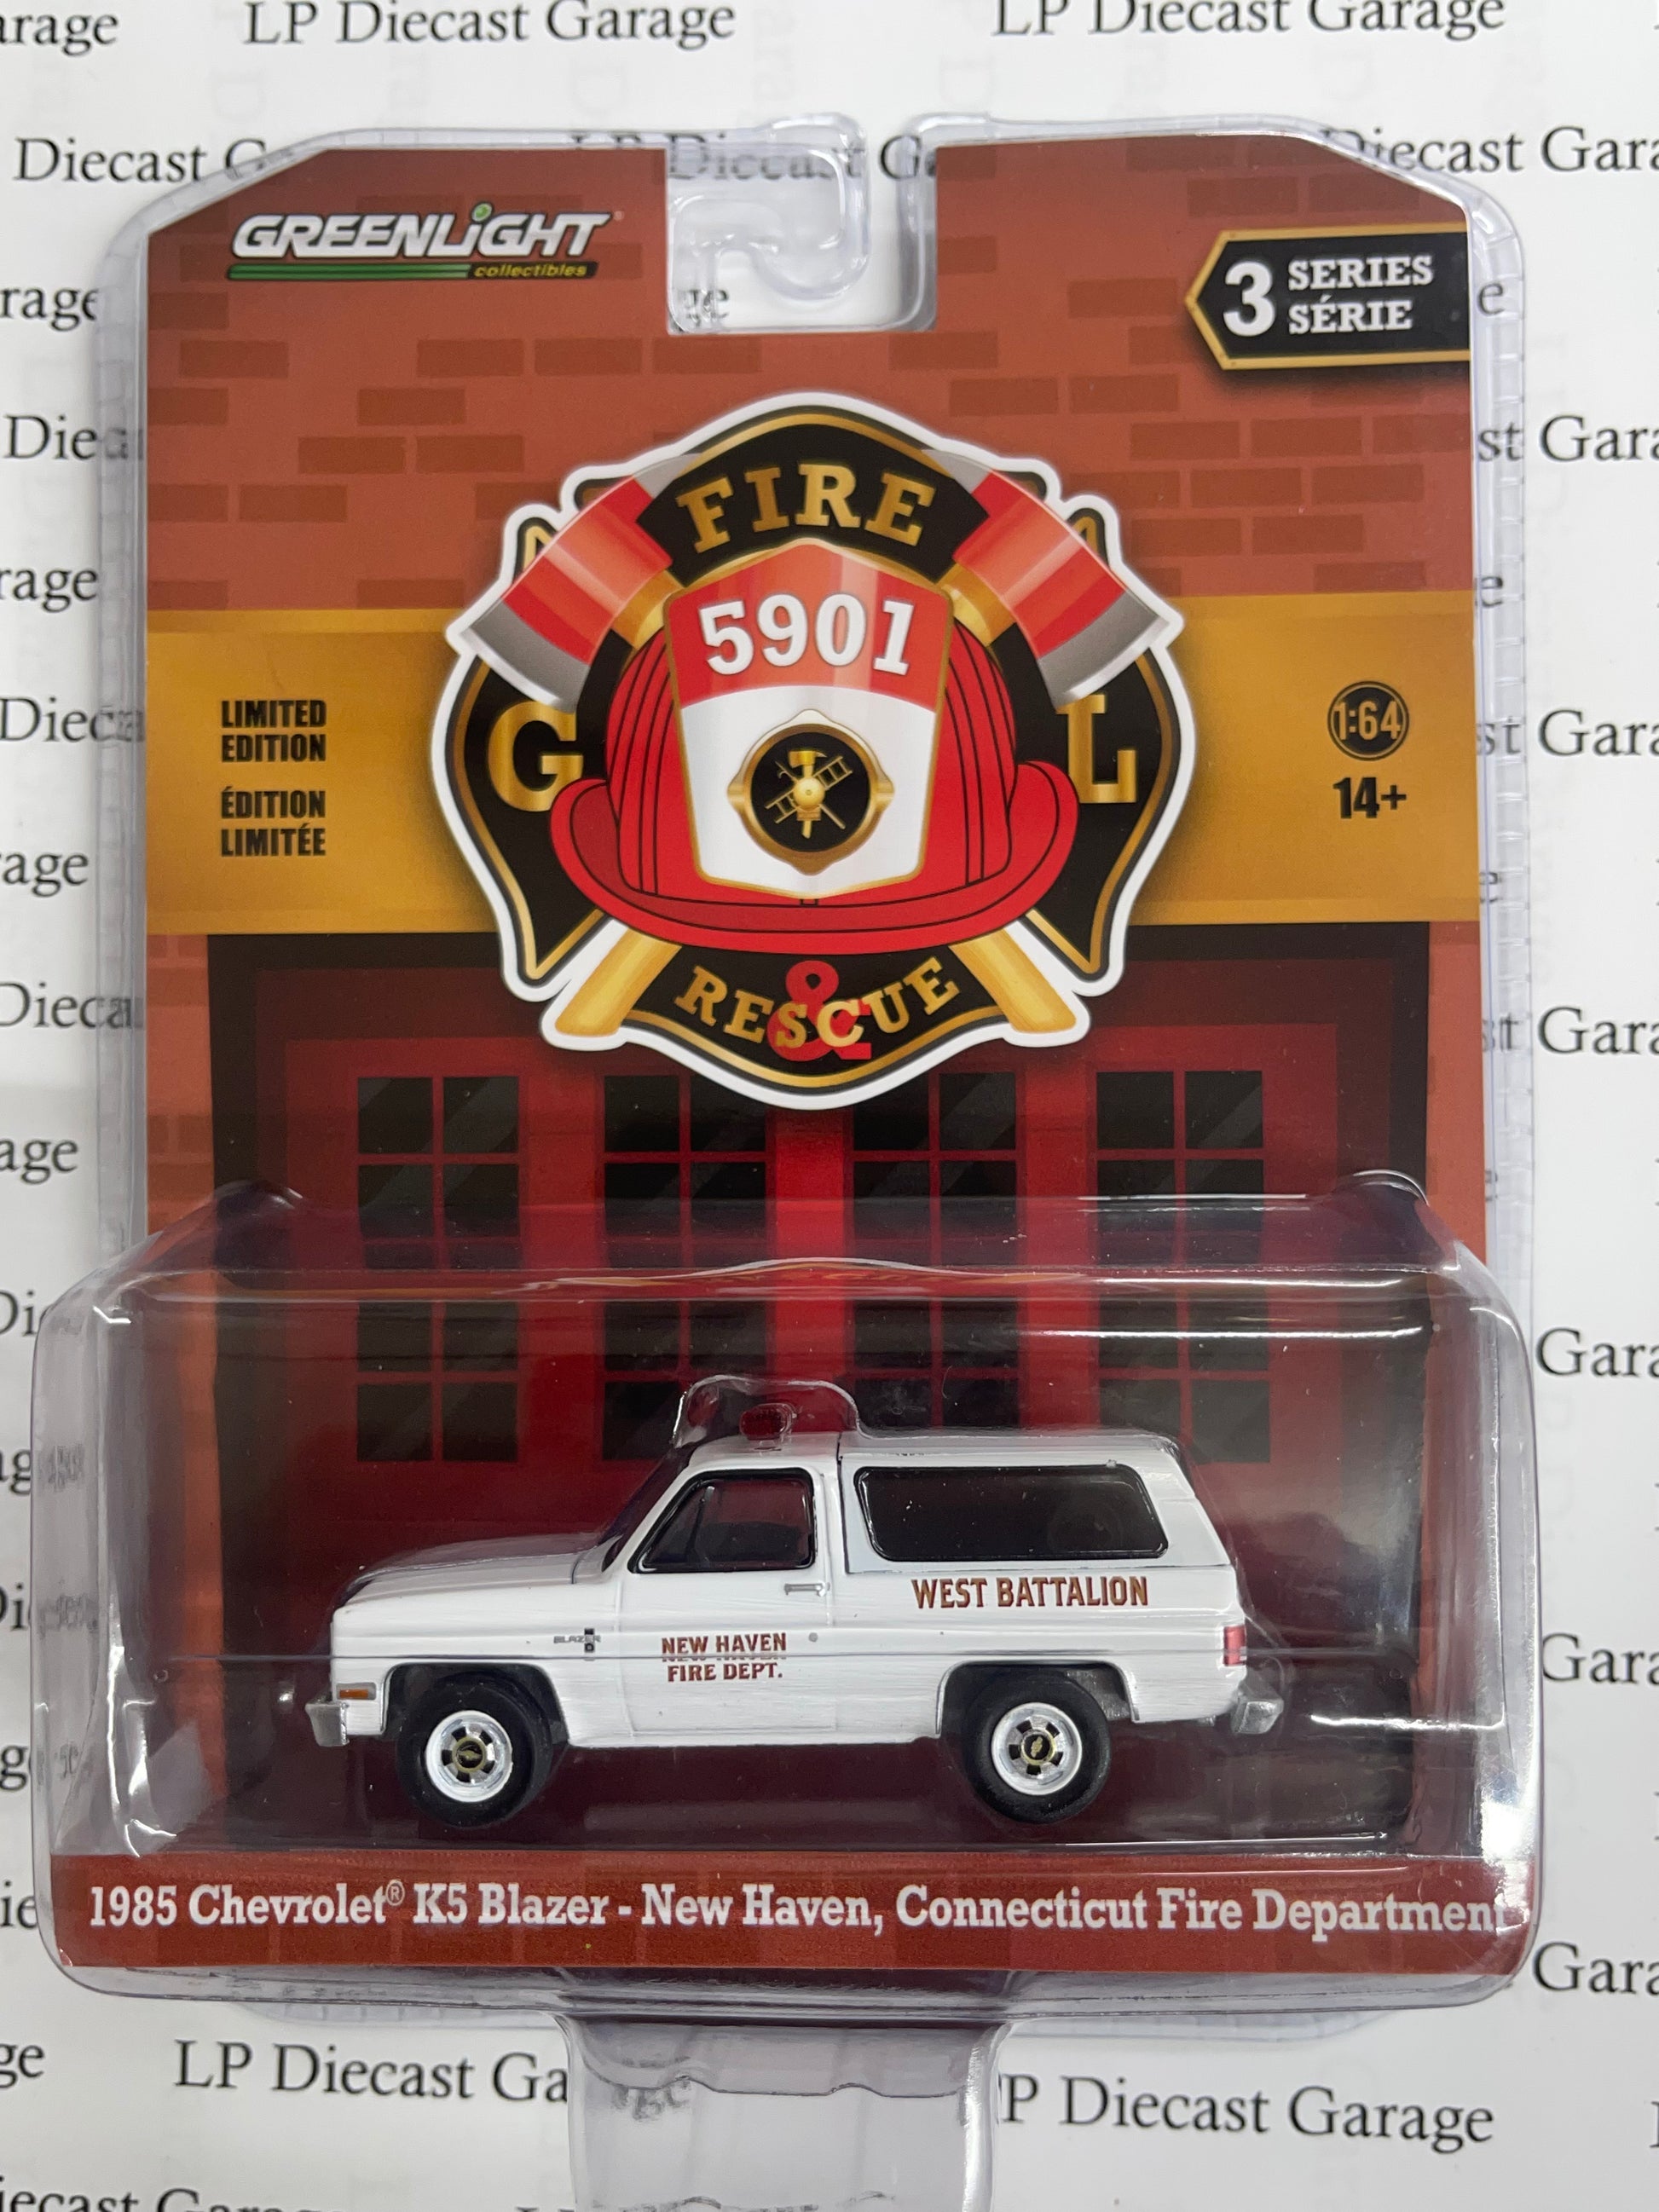 LP Diecast Garage
LP Diecast Garage
Diecast
GREENLiGHT
collectibles
3 SERIES
SÉRIE
FIRE
5901
G L
& RESCUE
LIMITED
EDITION
ÉDITION
LIMITÉE
1:64
14+
WEST BATTALION
BLAZER
NEW HAVEN
FIRE DEPT.
1985 Chevrolet® K5 Blazer - New Haven, Connecticut Fire Department
LP Diecast
P Diecast Garage